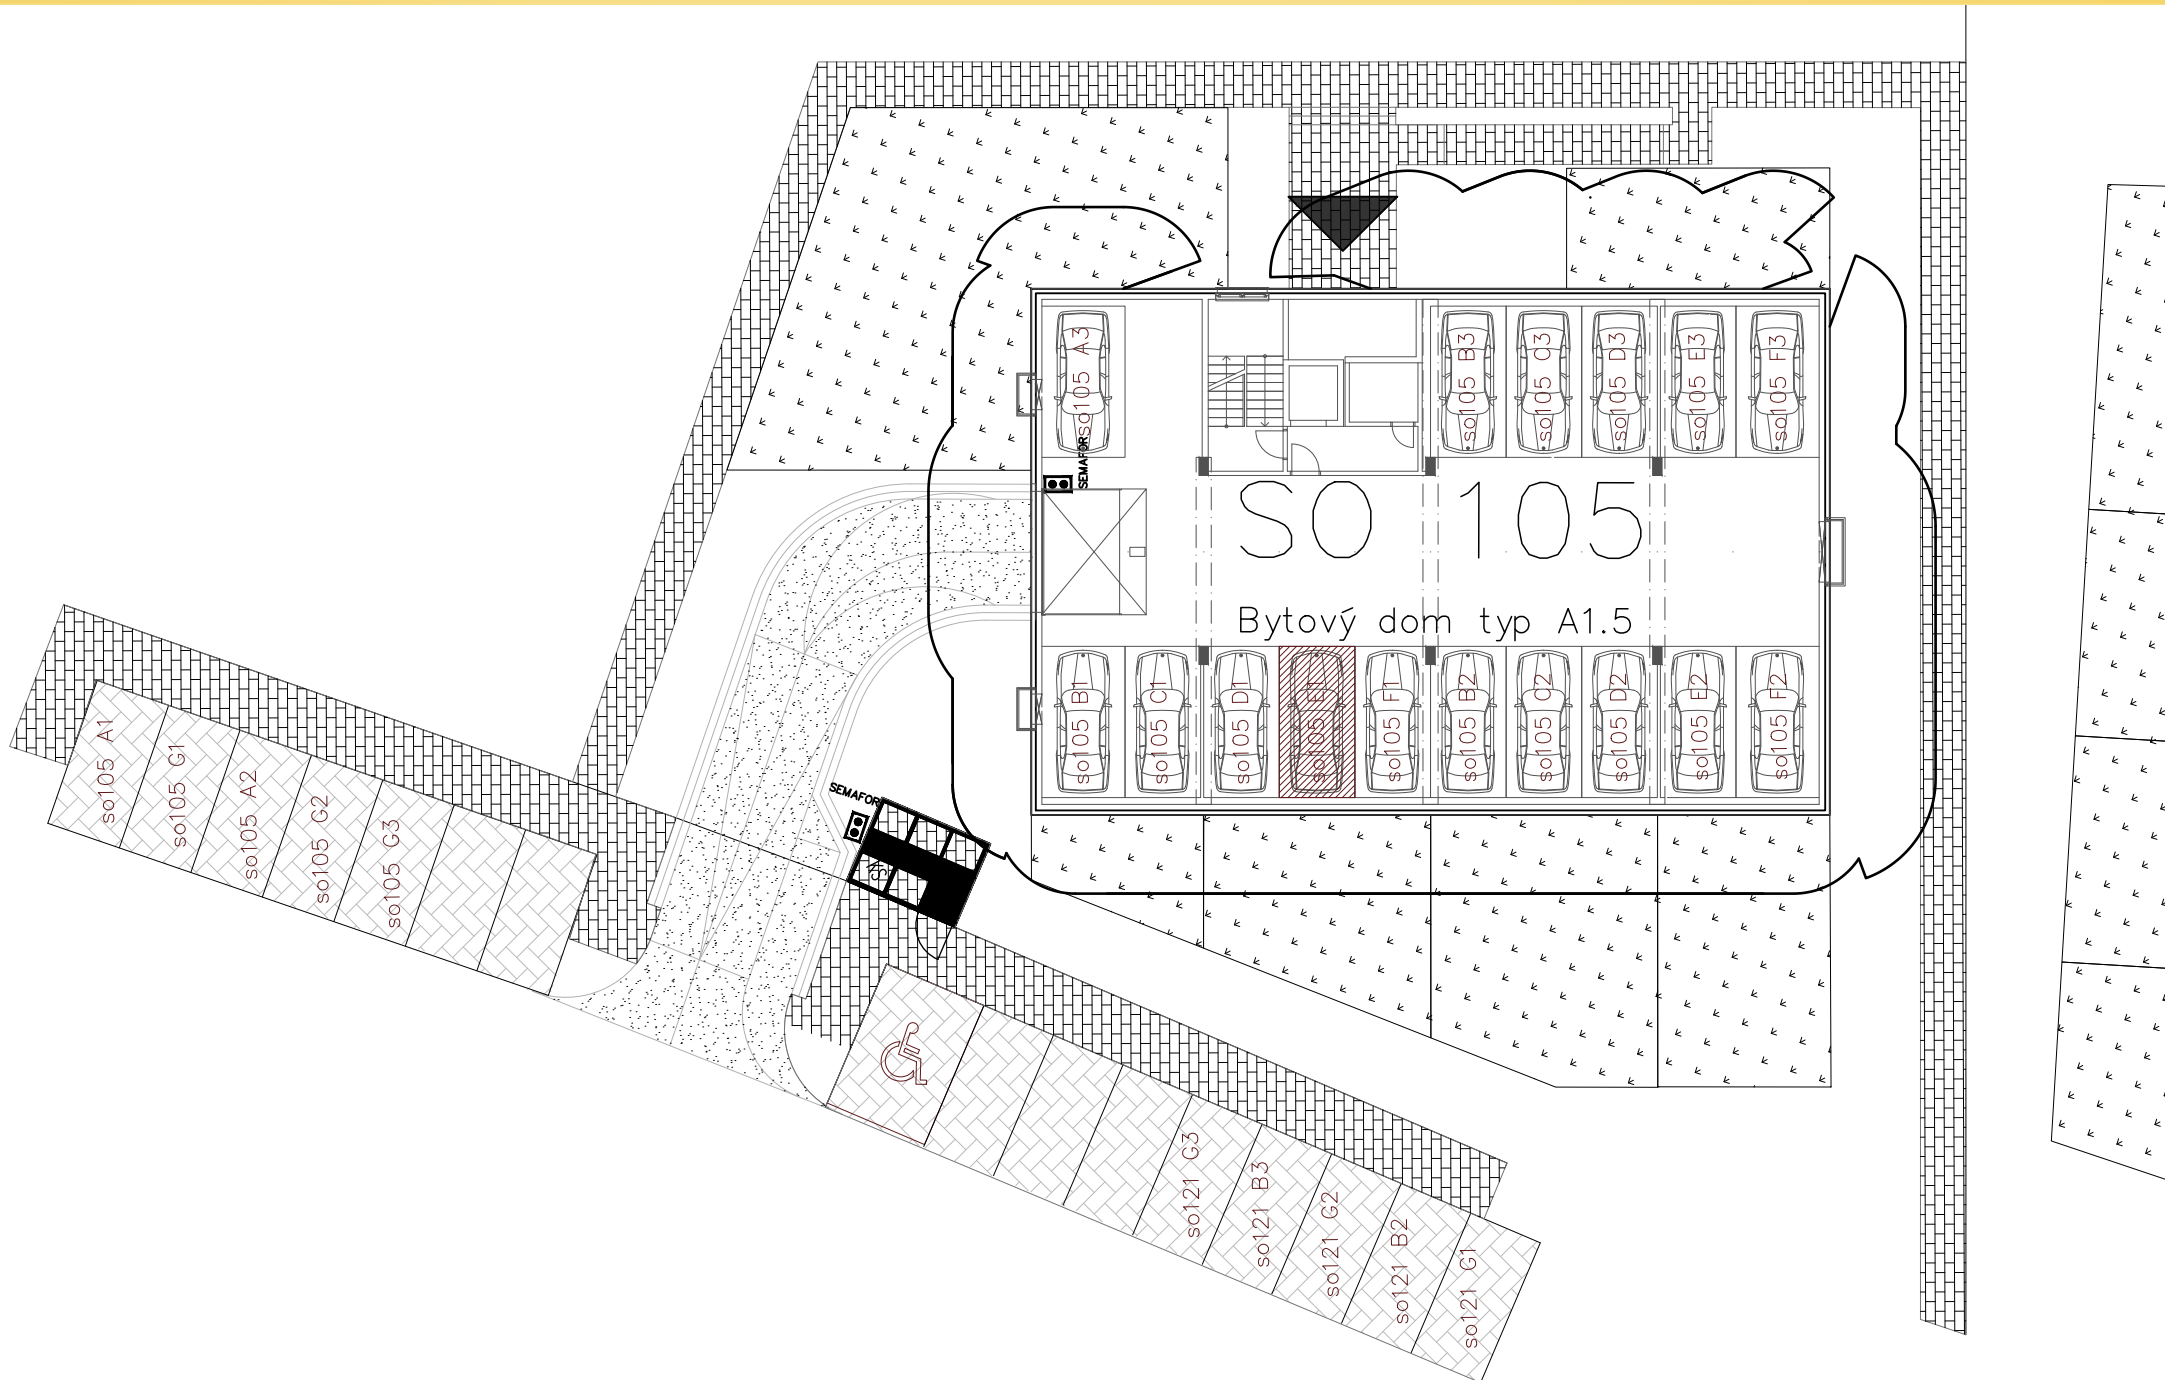 so105 A3
so105 B3
so105 C3
so105 D3
so105 E3
so105 F3
SEMAFOR
SO 105
Bytový dom typ A1.5
so105 B1
so105 C1
so105 D1
so105 E1
so105 F1
so105 B2
so105 C2
so105 D2
so105 E2
so105 F2
so105 A1
so105 G1
so105 A2
so105 G2
so105 G3
SEMAFOR
so121 G3
so121 B3
so121 G2
so121 B2
so121 G1